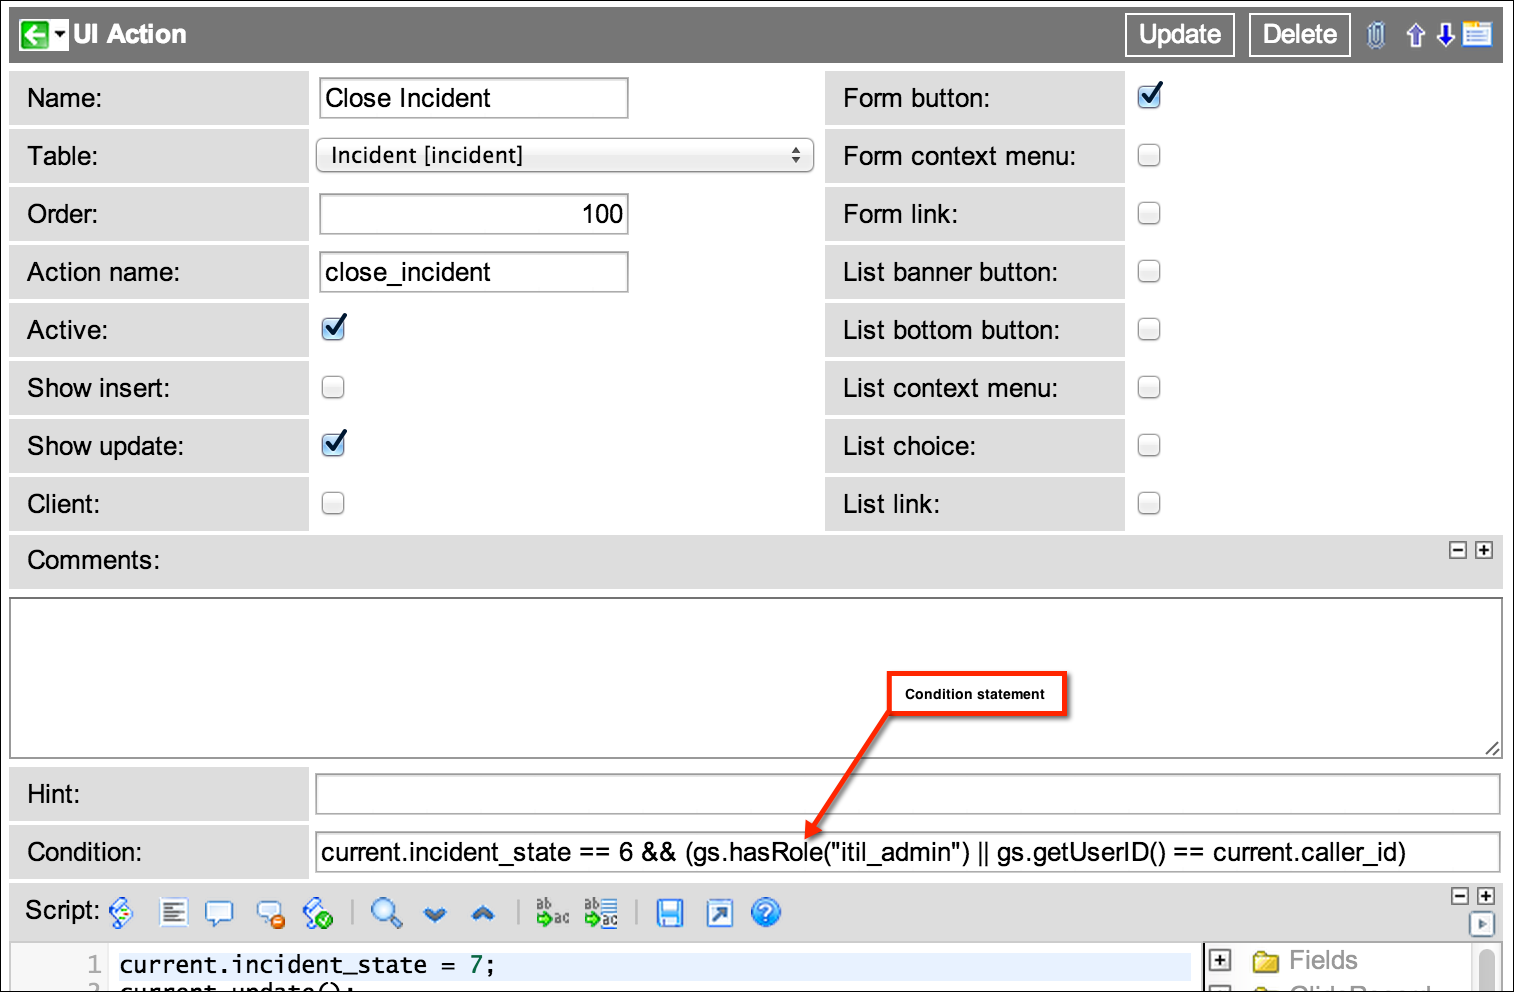 UI Action Update Delete
Name: Close Incident Form button:
Table: Incident [incident] Form context menu:
Order: 100 Form link:
Action name: close_incident List banner button:
Active: List bottom button:
Show insert: List context menu:
Show update: List choice:
Client: List link:
Comments:
Condition statement
Hint:
Condition: current.incident_state == 6 && (gs.hasRole("itil_admin") || gs.getUserID() == current.caller_id)
Script:
1 current.incident_state = 7; Fields
current.update();